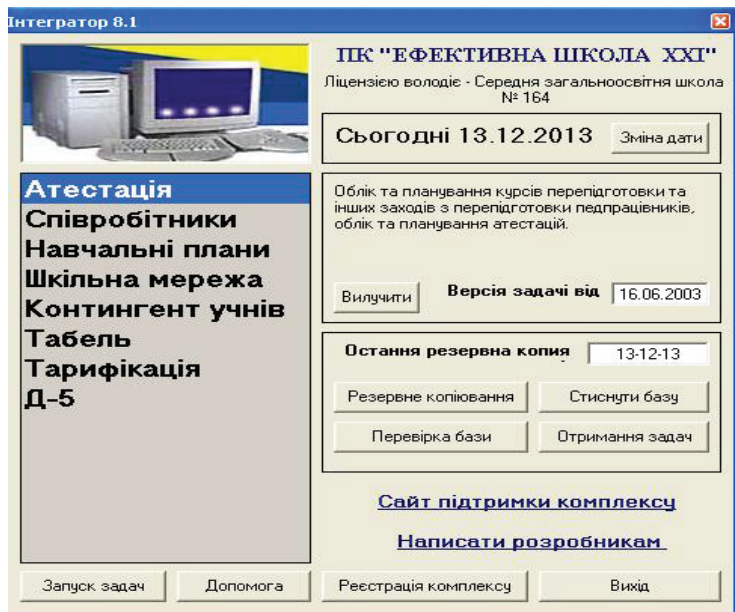 Інтегратор 8.1
ПК "ЕФЕКТИВНА ШКОЛА XXI"
Ліцензією володіє - Середня загальноосвітня школа
№ 164
Сьогодні 13.12.2013
Зміна дати
Атестація
Співробітники
Навчальні плани
Шкільна мережа
Контингент учнів
Табель
Тарифікація
Д-5
Облік та планування курсів перепідготовки та
інших заходів з перепідготовки педпрацівників,
облік та планування атестацій.
Вилучити
Версія задачі від
16.06.2003
Остання резервна копия
13-12-13
Резервне копіювання
Стиснути базу
Перевірка бази
Отримання задач
Сайт підтримки комплексу
Написати розробникам
Запуск задач
Допомога
Реєстрація комплексу
Вихід